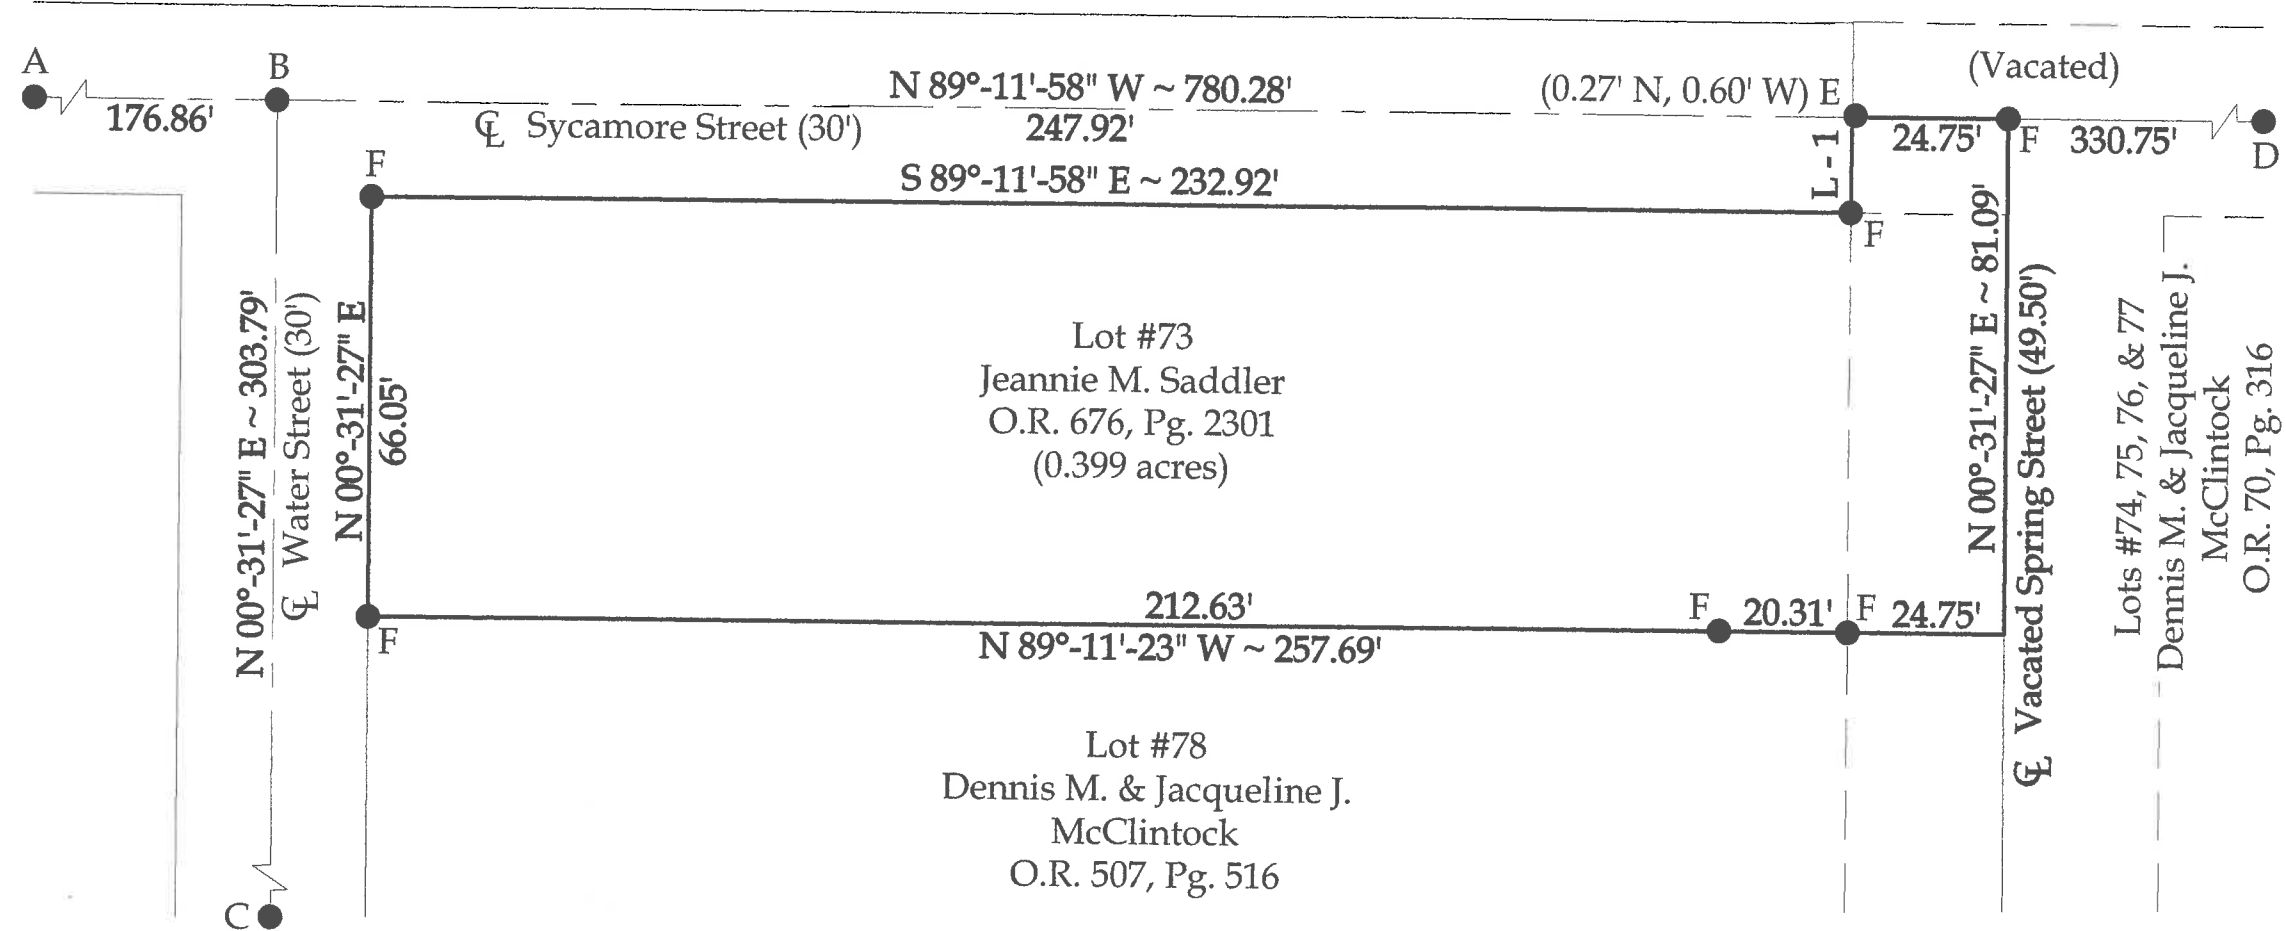 A
B
(Vacated)
N 89°-11'-58" W ~ 780.28'
(0.27' N, 0.60' W) E
176.86'
℄ Sycamore Street (30')
247.92'
24.75'
F
330.75'
D
F
S 89°-11'-58" E ~ 232.92'
L - 1
F
N 00°-31'-27" E ~ 303.79'
℄ Water Street (30')
N 00°-31'-27" E
66.05'
Lot #73
Jeannie M. Saddler
O.R. 676, Pg. 2301
(0.399 acres)
N 00°-31'-27" E ~ 81.09'
℄ Vacated Spring Street (49.50')
Lots #74, 75, 76, & 77
Dennis M. & Jacqueline J.
McClintock
O.R. 70, Pg. 316
F
212.63'
F
20.31'
F
24.75'
N 89°-11'-23" W ~ 257.69'
Lot #78
Dennis M. & Jacqueline J.
McClintock
O.R. 507, Pg. 516
C